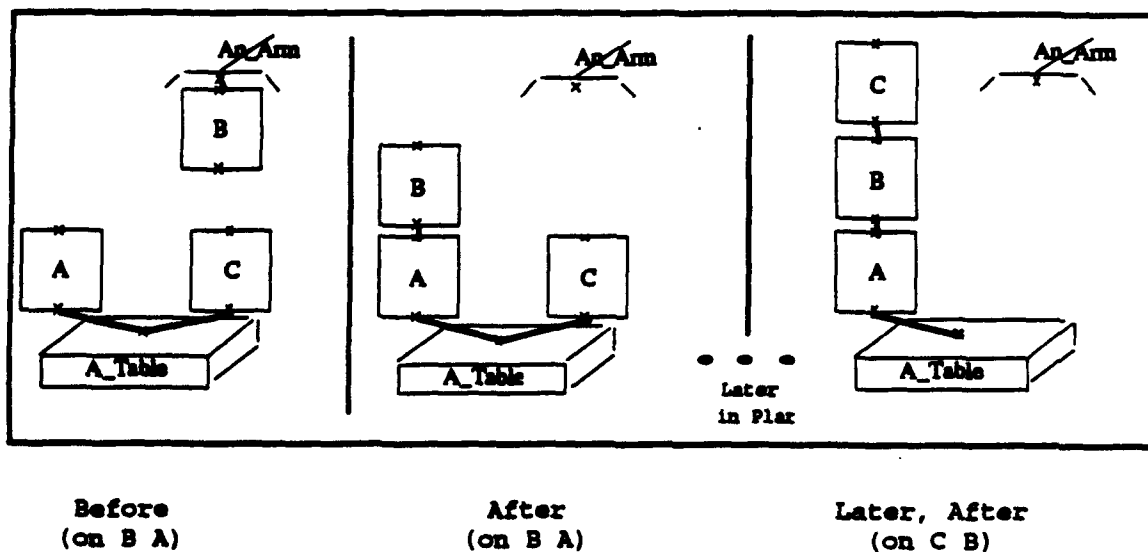 An_Arm
B
A
C
A_Table
An_Arm
B
A
C
A_Table
Later
in Plan
An_Arm
C
B
A
A_Table
Before
(on B A)
After
(on B A)
Later, After
(on C B)